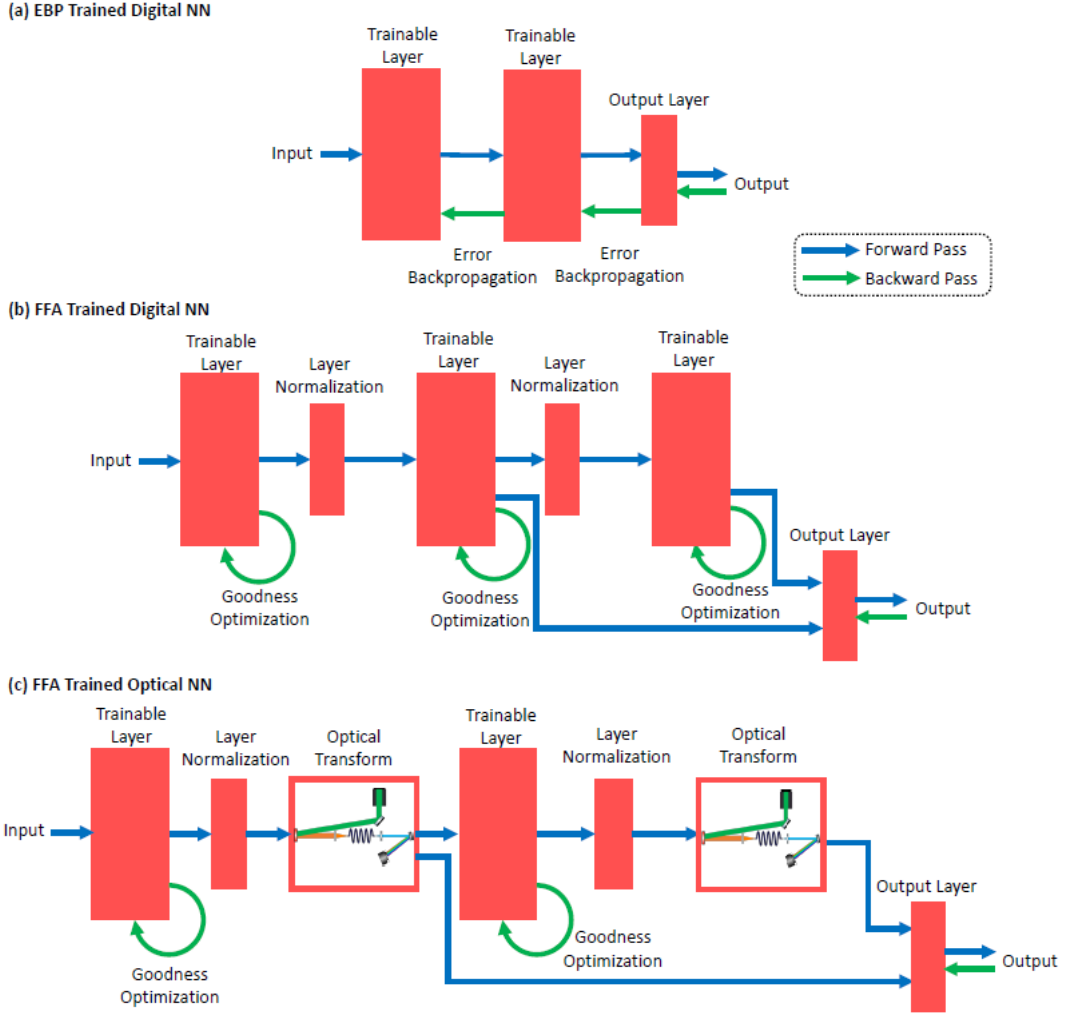 (a) EBP Trained Digital NN
Trainable
Layer
Trainable
Layer
Output Layer
Input
Output
Error
Backpropagation
Error
Backpropagation
Forward Pass
Backward Pass
(b) FFA Trained Digital NN
Trainable
Layer
Layer
Normalization
Trainable
Layer
Layer
Normalization
Trainable
Layer
Input
Goodness
Optimization
Goodness
Optimization
Goodness
Optimization
Output Layer
Output
(c) FFA Trained Optical NN
Trainable
Layer
Layer
Normalization
Optical
Transform
Trainable
Layer
Layer
Normalization
Optical
Transform
Input
Goodness
Optimization
Goodness
Optimization
Output Layer
Output